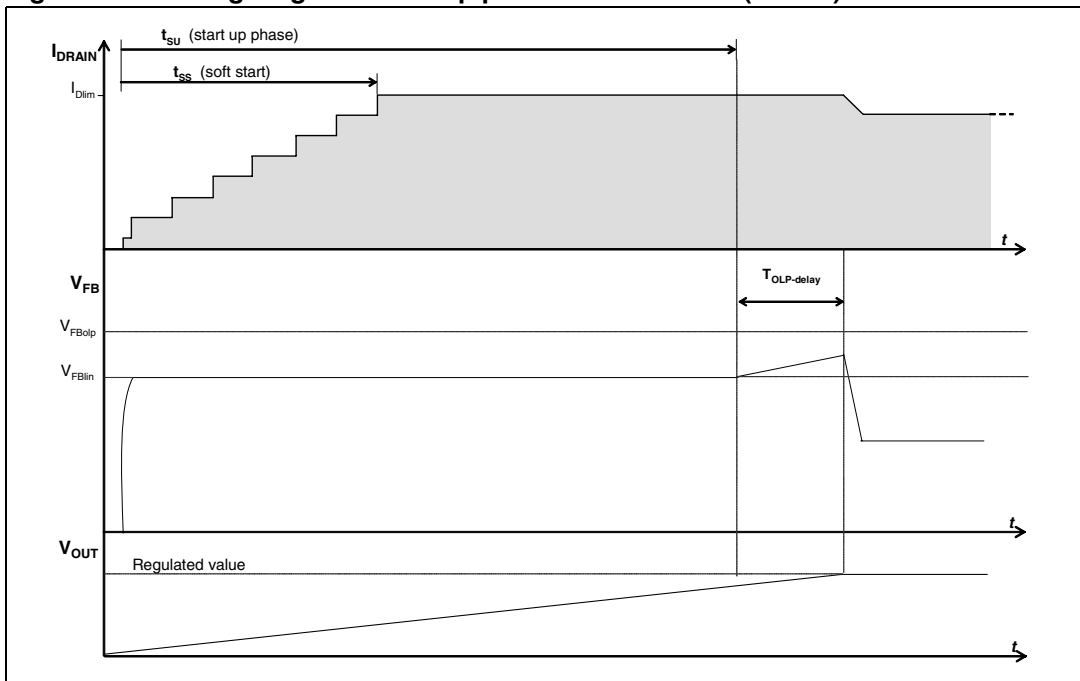 t_SU (start up phase)
I_DRAIN
t_SS (soft start)
I_Dlim
t
V_FB
T_OLP-delay
V_FBolp
V_FBlin
t
V_OUT
Regulated value
t